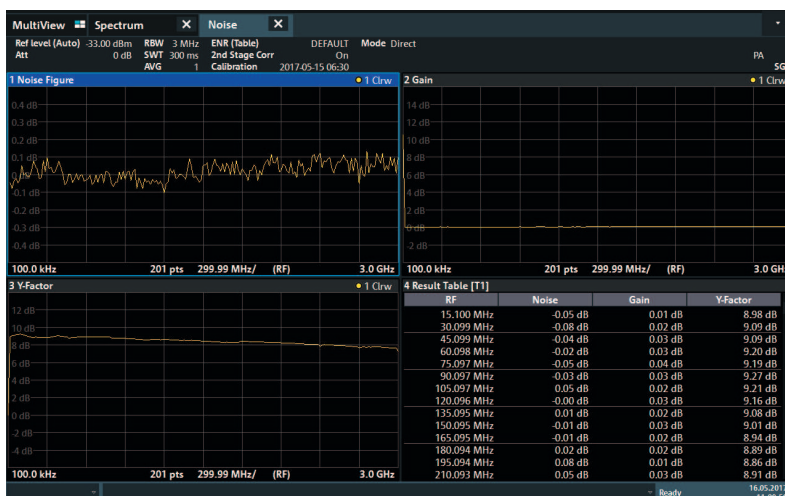 MultiView Spectrum X Noise X
Ref level (Auto) -33.00 dBm RBW 3 MHz ENR (Table) DEFAULT Mode Direct
Att 0 dB SWT 300 ms 2nd Stage Corr On PA
AVG 1 Calibration 2017-05-15 06:30 SG
1 Noise Figure 1 Clrw
0.4 dB
0.3 dB
0.2 dB
0.1 dB
-0.1 dB
-0.2 dB
-0.3 dB
-0.4 dB
100.0 kHz 201 pts 299.99 MHz/ (RF) 3.0 GHz
2 Gain 1 Clrw
14 dB
12 dB
10 dB
8 dB
6 dB
4 dB
2 dB
0 dB
-2 dB
100.0 kHz 201 pts 299.99 MHz/ (RF) 3.0 GH
3 Y-Factor 1 Clrw
12 dB
10 dB
8 dB
6 dB
4 dB
2 dB
0 dB
-2 dB
-4 dB
100.0 kHz 201 pts 299.99 MHz/ (RF) 3.0 GHz
4 Result Table [T1]
RF Noise Gain Y-Factor
15.100 MHz -0.05 dB 0.01 dB 8.98 dB
30.099 MHz -0.08 dB 0.02 dB 9.09 dB
45.099 MHz -0.04 dB 0.03 dB 9.09 dB
60.098 MHz -0.02 dB 0.03 dB 9.20 dB
75.097 MHz -0.05 dB 0.04 dB 9.19 dB
90.097 MHz -0.03 dB 0.03 dB 9.27 dB
105.097 MHz 0.05 dB 0.02 dB 9.21 dB
120.096 MHz -0.00 dB 0.03 dB 9.16 dB
135.095 MHz 0.01 dB 0.02 dB 9.08 dB
150.095 MHz -0.01 dB 0.03 dB 9.01 dB
165.095 MHz -0.01 dB 0.02 dB 8.94 dB
180.094 MHz 0.02 dB 0.02 dB 8.89 dB
195.094 MHz 0.08 dB 0.01 dB 8.86 dB
210.093 MHz 0.05 dB 0.03 dB 8.91 dB
Ready 16.05.2017